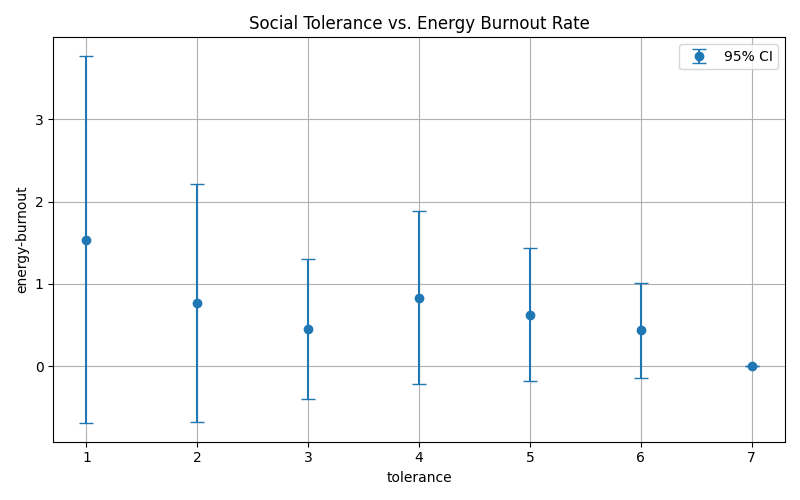 Social Tolerance vs. Energy Burnout Rate
95% CI
energy-burnout
3
2
1
0
1 2 3 4 5 6 7
tolerance